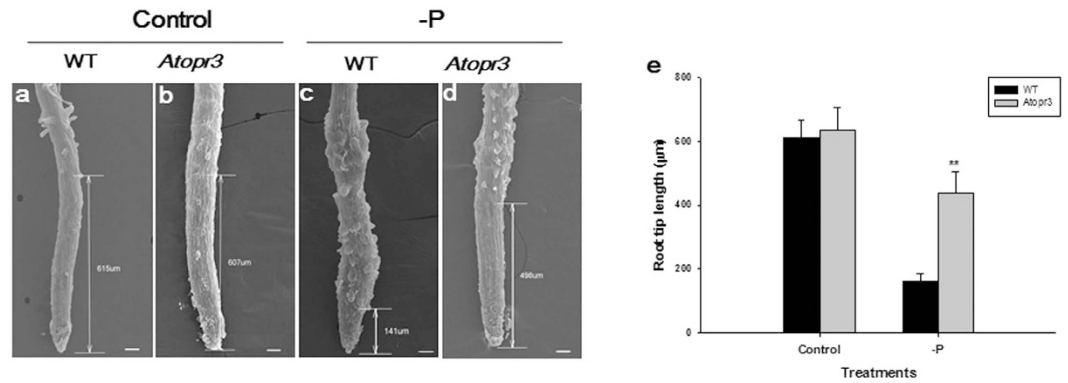 Control -P
WT Atopr3 WT Atopr3
a b c d
615um
607um
141um
498um
e
800
600
400
200
0
Root tip length (μm)
WT
Atopr3
**
Control -P
Treatments